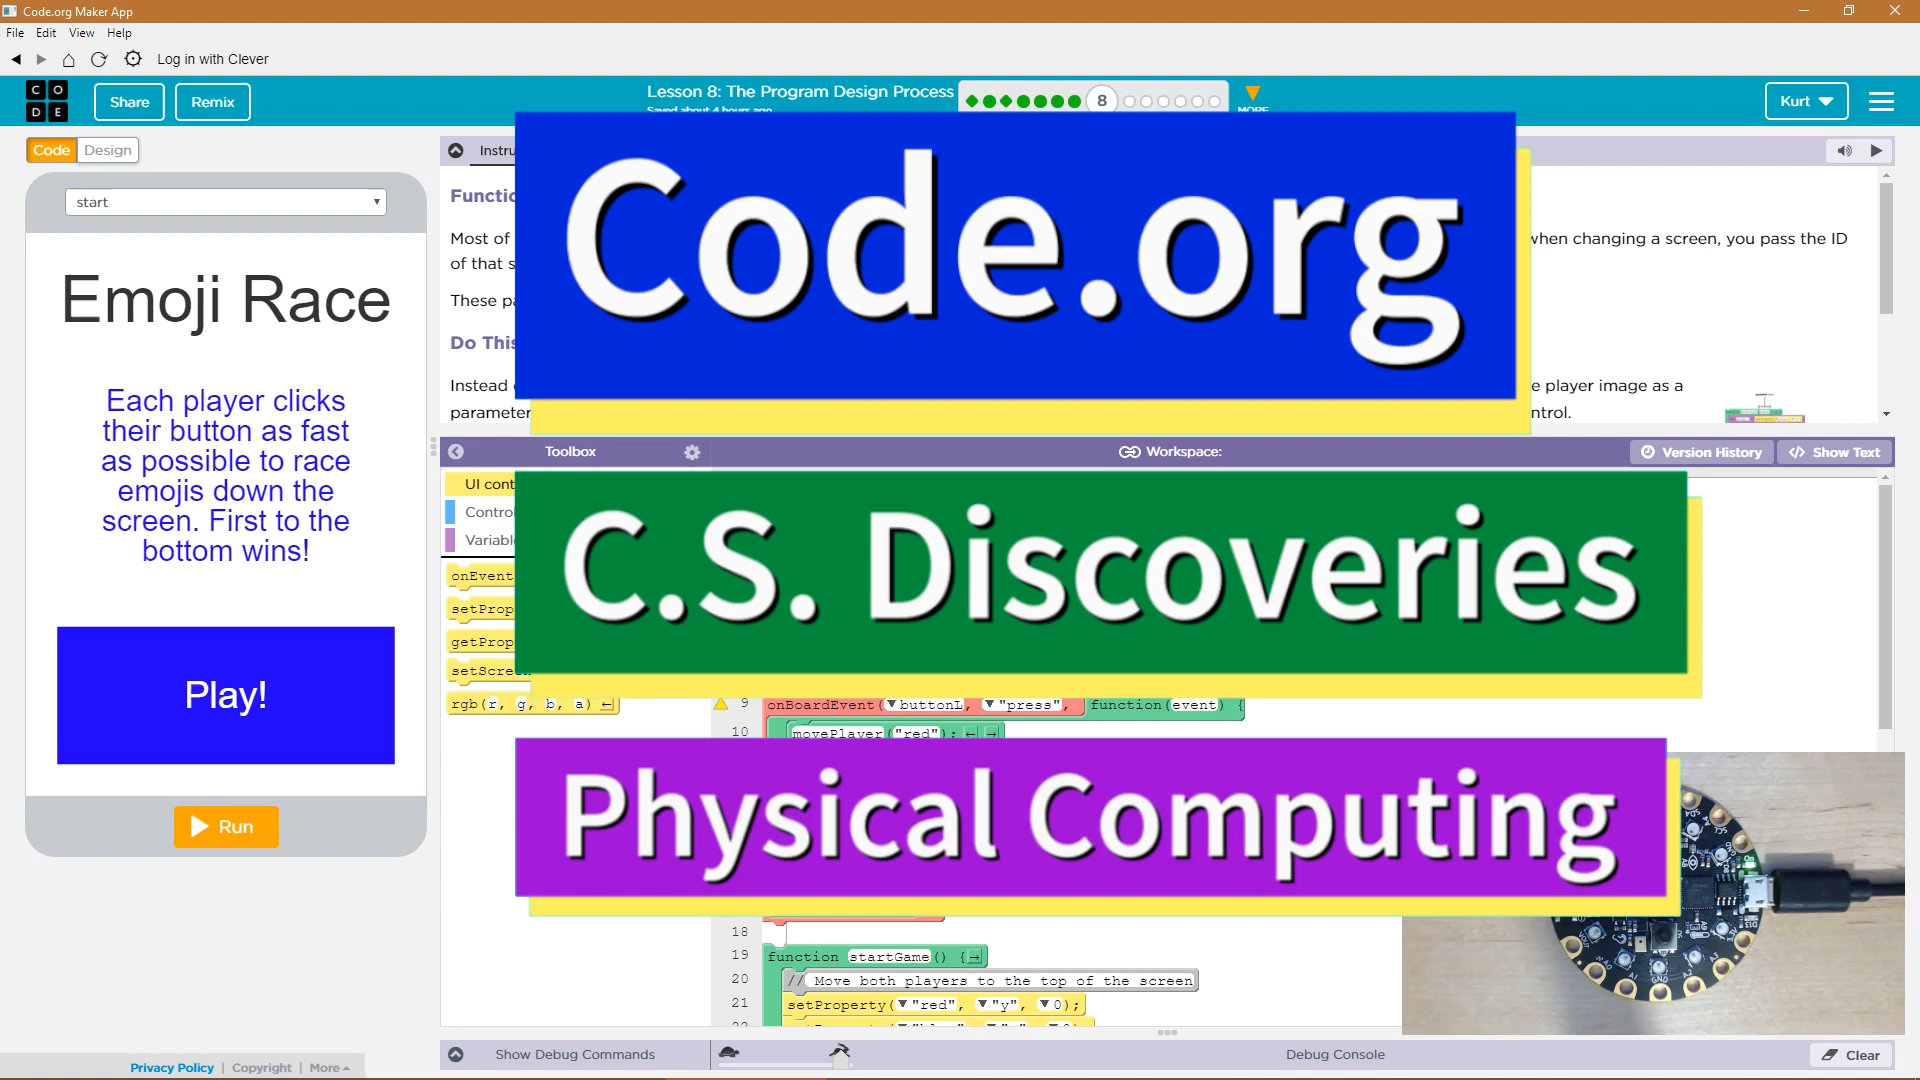 Code.org Maker App
File Edit View Help
Log in with Clever
CODE
Share
Remix
Lesson 8: The Program Design Process
8
MORE
Kurt
Code Design
start
Emoji Race
Each player clicks
their button as fast
as possible to race
emojis down the
screen. First to the
bottom wins!
Play!
Run
Code.org
when changing a screen, you pass the ID
Most of
of that s
Do This
Instead
e player image as a
parameter
ntrol.
Toolbox
Workspace:
Version History
Show Text
C.S. Discoveries
UI cont
Control
Variabl
onEvent
setProp
getProp
setScre
rgb(r, g, b, a)
9 onBoardEvent(buttonL, "press", function(event) {
10 movePlayer("red");
Physical Computing
18
19 function startGame() {
20 // Move both players to the top of the screen
21 setProperty("red", "y", 0);
Show Debug Commands
Debug Console
Clear
Privacy Policy | Copyright | More